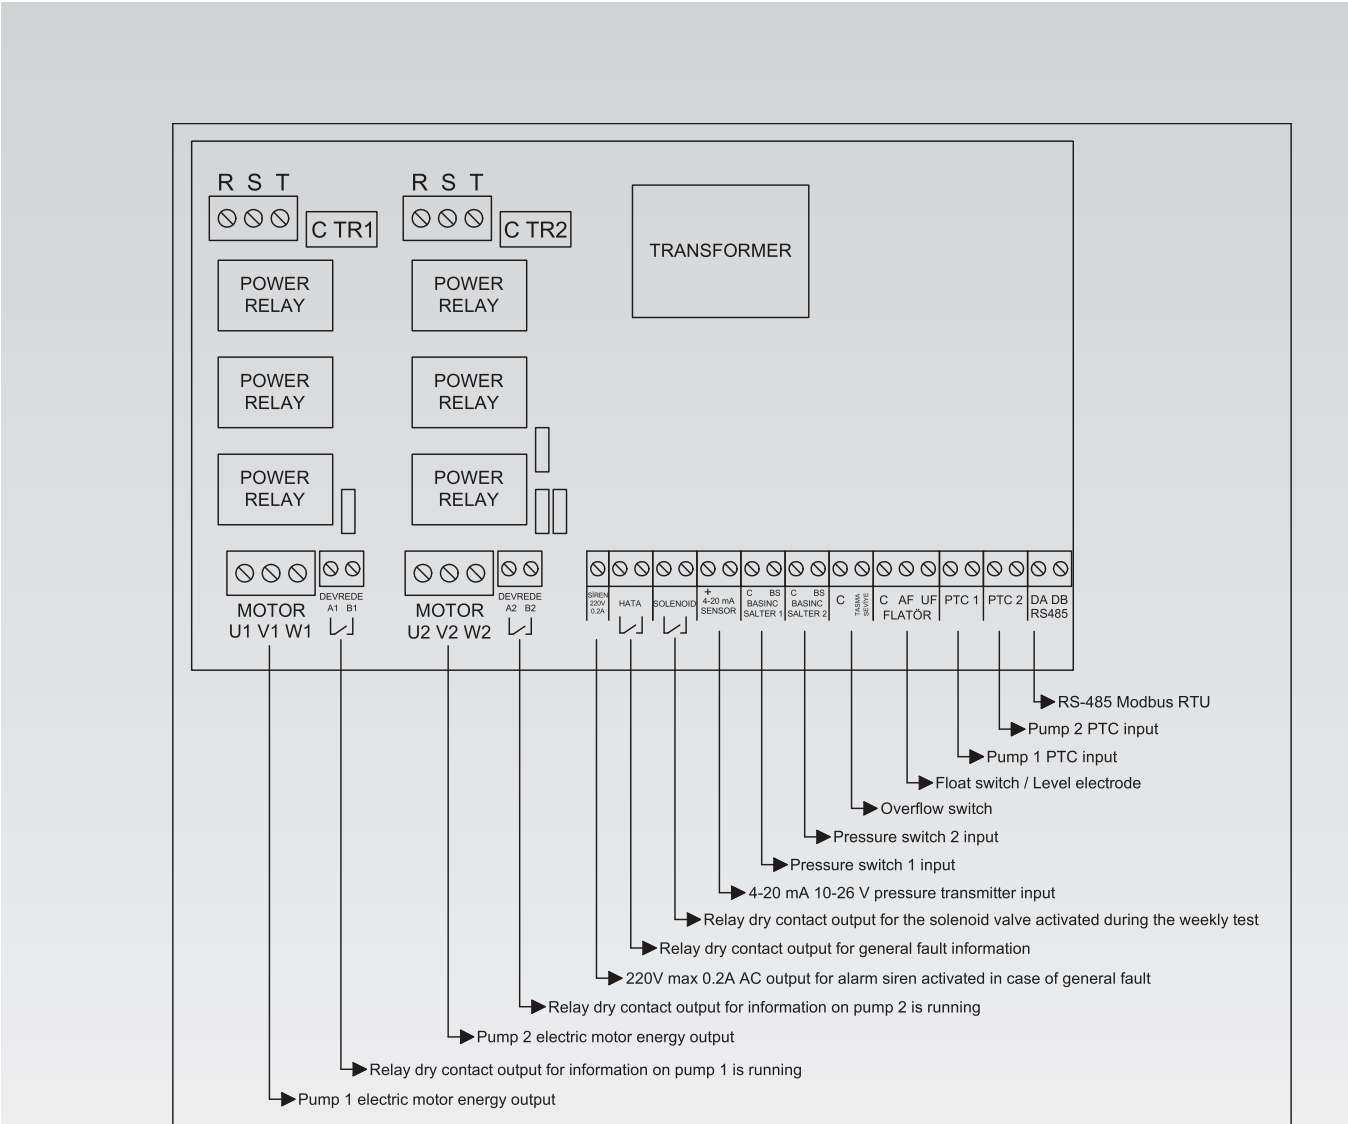 R S T
C TR1
R S T
C TR2
TRANSFORMER
POWER
RELAY
POWER
RELAY
POWER
RELAY
POWER
RELAY
POWER
RELAY
POWER
RELAY
MOTOR
U1 V1 W1
DEVREDE
A1 B1
MOTOR
U2 V2 W2
DEVREDE
A2 B2
SİREN
220V
0.2A
HATA
SOLENOID
+
4-20 mA
SENSOR
C BS
BASINC
SALTER 1
C BS
BASINC
SALTER 2
C
TASMA
SEVİYE
C AF UF
FLATÖR
PTC 1
PTC 2
DA DB
RS485
RS-485 Modbus RTU
Pump 2 PTC input
Pump 1 PTC input
Float switch / Level electrode
Overflow switch
Pressure switch 2 input
Pressure switch 1 input
4-20 mA 10-26 V pressure transmitter input
Relay dry contact output for the solenoid valve activated during the weekly test
Relay dry contact output for general fault information
220V max 0.2A AC output for alarm siren activated in case of general fault
Relay dry contact output for information on pump 2 is running
Pump 2 electric motor energy output
Relay dry contact output for information on pump 1 is running
Pump 1 electric motor energy output